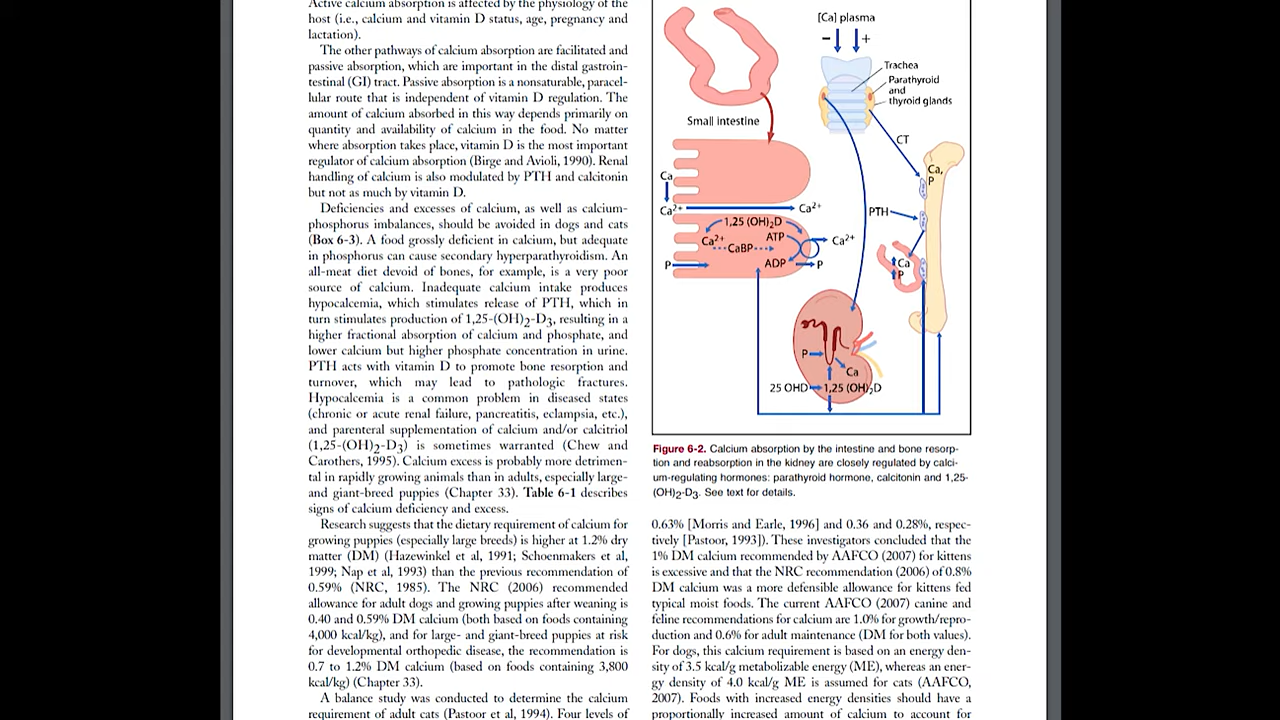 Active calcium absorption is affected by the physiology of the
host (i.e., calcium and vitamin D status, age, pregnancy and
lactation).
The other pathways of calcium absorption are facilitated and
passive absorption, which are important in the distal gastroin-
testinal (GI) tract. Passive absorption is a nonsaturable, paracel-
lular route that is independent of vitamin D regulation. The
amount of calcium absorbed in this way depends primarily on
quantity and availability of calcium in the food. No matter
where absorption takes place, vitamin D is the most important
regulator of calcium absorption (Birge and Avioli, 1990). Renal
handling of calcium is also modulated by PTH and calcitonin
but not as much by vitamin D.
Deficiencies and excesses of calcium, as well as calcium-
phosphorus imbalances, should be avoided in dogs and cats
(Box 6-3). A food grossly deficient in calcium, but adequate
in phosphorus can cause secondary hyperparathyroidism. An
all-meat diet devoid of bones, for example, is a very poor
source of calcium. Inadequate calcium intake produces
hypocalcemia, which stimulates release of PTH, which in
turn stimulates production of 1,25-(OH)2-D3, resulting in a
higher fractional absorption of calcium and phosphate, and
lower calcium but higher phosphate concentration in urine.
PTH acts with vitamin D to promote bone resorption and
turnover, which may lead to pathologic fractures.
Hypocalcemia is a common problem in diseased states
(chronic or acute renal failure, pancreatitis, eclampsia, etc.),
and parenteral supplementation of calcium and/or calcitriol
(1,25-(OH)2-D3) is sometimes warranted (Chew and
Carothers, 1995). Calcium excess is probably more detrimen-
tal in rapidly growing animals than in adults, especially large-
and giant-breed puppies (Chapter 33). Table 6-1 describes
signs of calcium deficiency and excess.
Research suggests that the dietary requirement of calcium for
growing puppies (especially large breeds) is higher at 1.2% dry
matter (DM) (Hazewinkel et al, 1991; Schoenmakers et al,
1999; Nap et al, 1993) than the previous recommendation of
0.59% (NRC, 1985). The NRC (2006) recommended
allowance for adult dogs and growing puppies after weaning is
0.40 and 0.59% DM calcium (both based on foods containing
4,000 kcal/kg), and for large- and giant-breed puppies at risk
for developmental orthopedic disease, the recommendation is
0.7 to 1.2% DM calcium (based on foods containing 3,800
kcal/kg) (Chapter 33).
A balance study was conducted to determine the calcium
requirement of adult cats (Pastoor et al, 1994). Four levels of
[Ca] plasma
− +
Trachea
Parathyroid
and
thyroid glands
Small intestine
CT
Ca,
P
Ca
Ca2+
Ca2+
PTH
1,25 (OH)2D
Ca2+
ATP
Ca2+
CaBP
P
ADP
P
Ca
P
P
Ca
25 OHD
1,25 (OH)2D
Figure 6-2. Calcium absorption by the intestine and bone resorp-
tion and reabsorption in the kidney are closely regulated by calci-
um-regulating hormones: parathyroid hormone, calcitonin and 1,25-
(OH)2-D3. See text for details.
0.63% [Morris and Earle, 1996] and 0.36 and 0.28%, respec-
tively [Pastoor, 1993]). These investigators concluded that the
1% DM calcium recommended by AAFCO (2007) for kittens
is excessive and that the NRC recommendation (2006) of 0.8%
DM calcium was a more defensible allowance for kittens fed
typical moist foods. The current AAFCO (2007) canine and
feline recommendations for calcium are 1.0% for growth/repro-
duction and 0.6% for adult maintenance (DM for both values).
For dogs, this calcium requirement is based on an energy den-
sity of 3.5 kcal/g metabolizable energy (ME), whereas an ener-
gy density of 4.0 kcal/g ME is assumed for cats (AAFCO,
2007). Foods with increased energy densities should have a
proportionally increased amount of calcium to account for